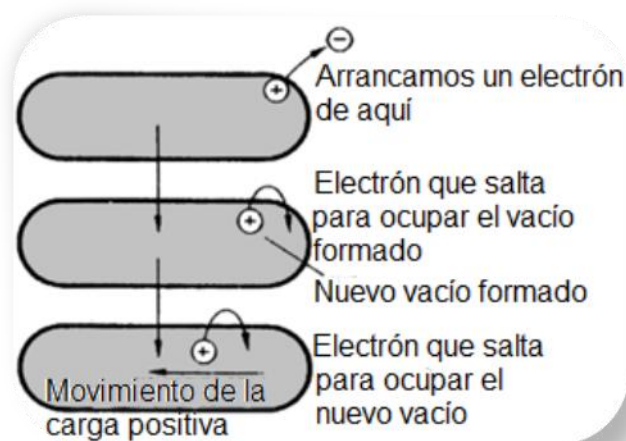 Arrancamos un electrón
de aquí
Electrón que salta
para ocupar el vacío
formado
Nuevo vacío formado
Electrón que salta
para ocupar el
nuevo vacío
Movimiento de la
carga positiva